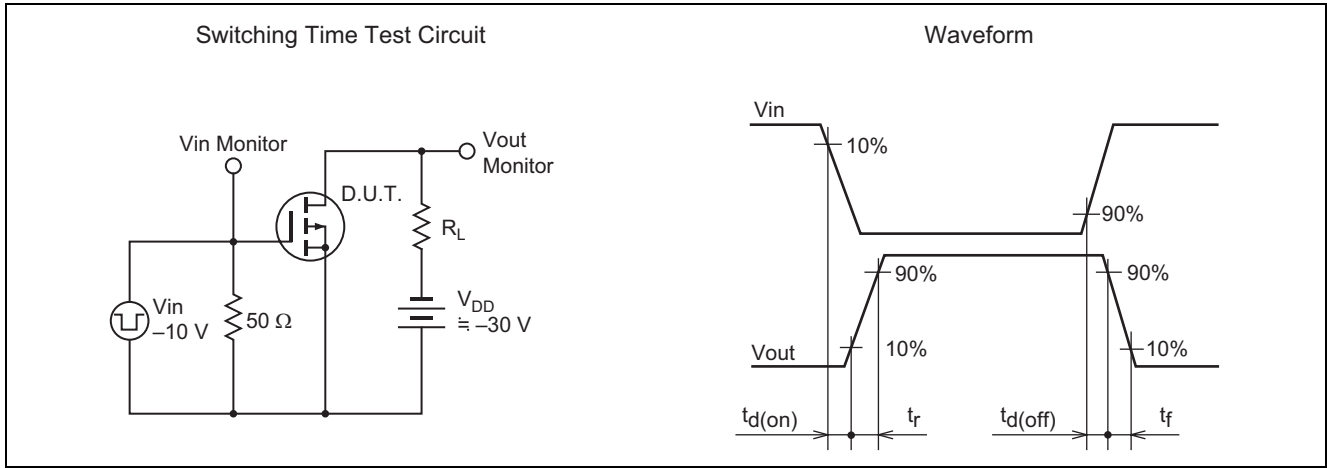 Switching Time Test Circuit
Vin Monitor
D.U.T.
Vout
Monitor
RL
Vin
–10 V
50 Ω
VDD
≒ –30 V
Waveform
Vin
10%
90%
90%
90%
Vout
10%
10%
td(on)
tr
td(off)
tf